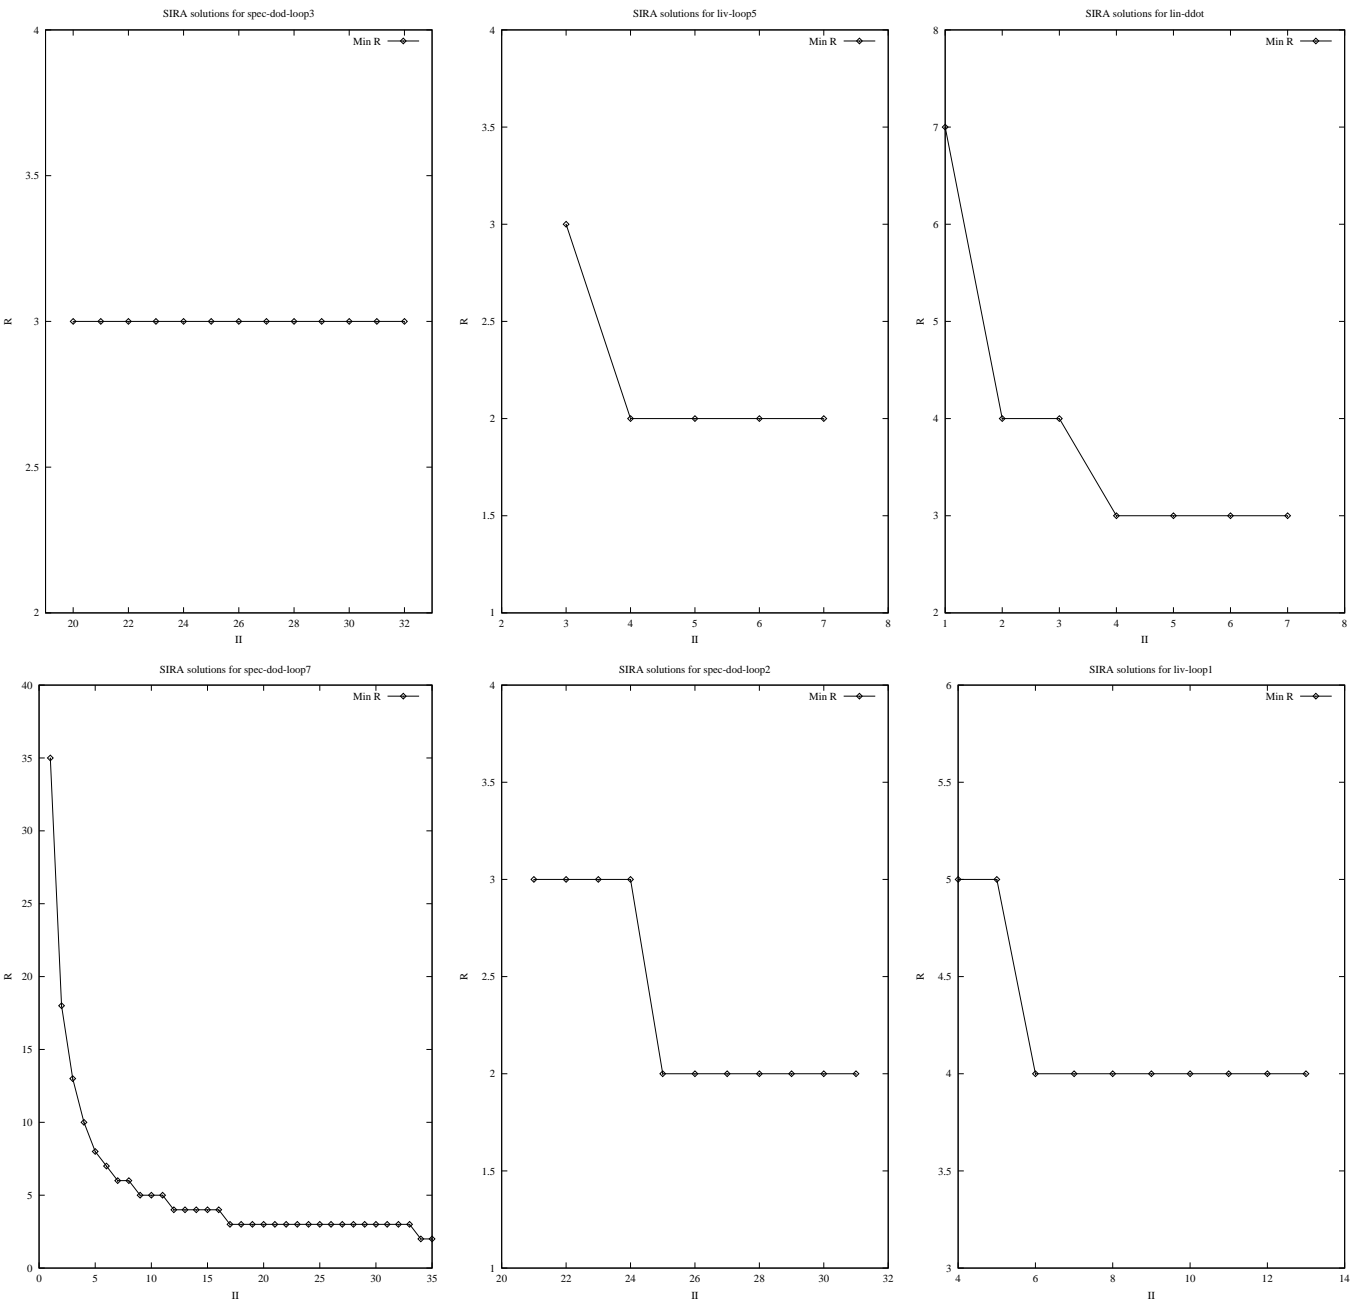 SIRA solutions for spec-dod-loop3
Min R
4
3.5
3
2.5
2
R
20 22 24 26 28 30 32
II
SIRA solutions for liv-loop5
Min R
4
3.5
3
2.5
2
1.5
1
R
2 3 4 5 6 7 8
II
SIRA solutions for lin-ddot
Min R
8
7
6
5
4
3
2
R
1 2 3 4 5 6 7 8
II
SIRA solutions for spec-dod-loop7
Min R
40
35
30
25
20
15
10
5
0
R
0 5 10 15 20 25 30 35
II
SIRA solutions for spec-dod-loop2
Min R
4
3.5
3
2.5
2
1.5
1
R
20 22 24 26 28 30 32
II
SIRA solutions for liv-loop1
Min R
6
5.5
5
4.5
4
3.5
3
R
4 6 8 10 12 14
II